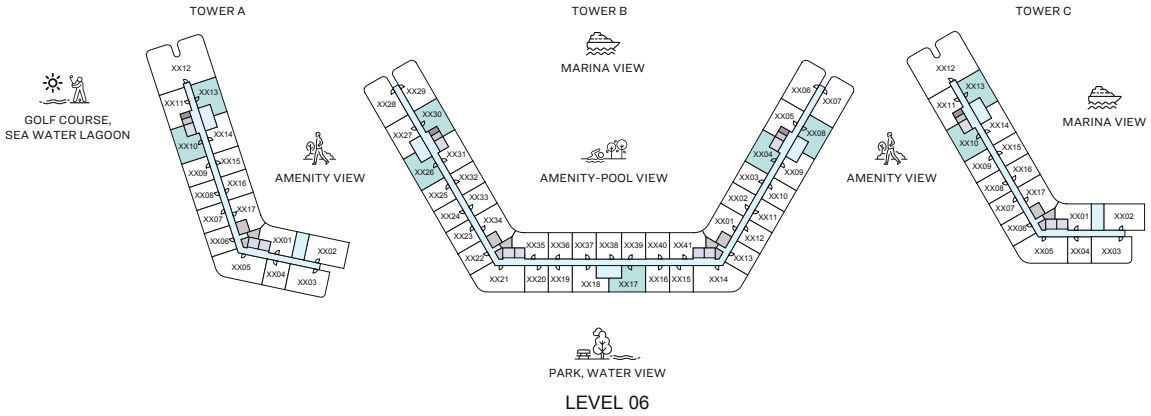 TOWER A
TOWER B
TOWER C
GOLF COURSE,
SEA WATER LAGOON
AMENITY VIEW
MARINA VIEW
AMENITY-POOL VIEW
AMENITY VIEW
MARINA VIEW
PARK, WATER VIEW
XX12
XX13
XX11
XX14
XX10
XX15
XX09
XX16
XX08
XX17
XX07
XX06
XX01
XX02
XX05
XX04
XX03
XX29
XX28
XX30
XX27
XX31
XX26
XX32
XX25
XX33
XX24
XX34
XX23
XX22
XX21
XX35
XX36
XX37
XX38
XX39
XX40
XX41
XX20
XX19
XX18
XX17
XX16
XX15
XX14
XX06
XX07
XX05
XX08
XX04
XX09
XX03
XX10
XX02
XX11
XX01
XX12
XX13
XX12
XX13
XX11
XX14
XX10
XX15
XX09
XX16
XX08
XX17
XX07
XX06
XX01
XX02
XX05
XX04
XX03
LEVEL 06